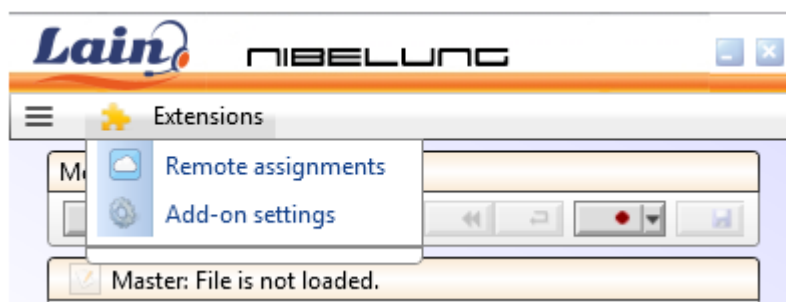 Lain
NIBELUNG
Extensions
Remote assignments
Add-on settings
Master: File is not loaded.